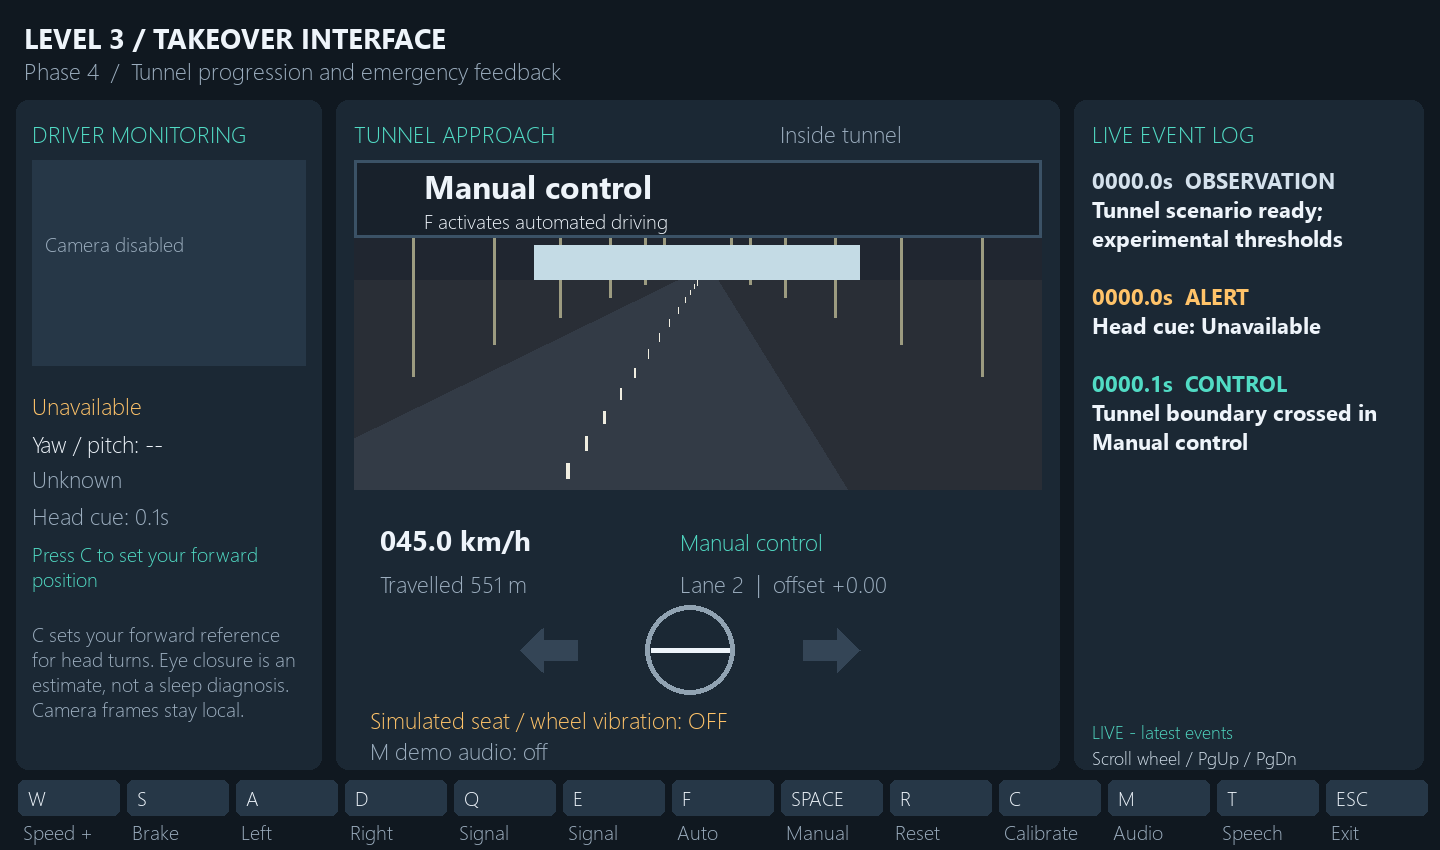 LEVEL 3 / TAKEOVER INTERFACE
Phase 4 / Tunnel progression and emergency feedback
DRIVER MONITORING
Camera disabled
Unavailable
Yaw / pitch: --
Unknown
Head cue: 0.1s
Press C to set your forward
position
C sets your forward reference
for head turns. Eye closure is an
estimate, not a sleep diagnosis.
Camera frames stay local.
TUNNEL APPROACH
Inside tunnel
Manual control
F activates automated driving
045.0 km/h
Manual control
Travelled 551 m
Lane 2 | offset +0.00
Simulated seat / wheel vibration: OFF
M demo audio: off
LIVE EVENT LOG
0000.0s OBSERVATION
Tunnel scenario ready;
experimental thresholds
0000.0s ALERT
Head cue: Unavailable
0000.1s CONTROL
Tunnel boundary crossed in
Manual control
LIVE - latest events
Scroll wheel / PgUp / PgDn
W S A D Q E F SPACE R C M T ESC
Speed + Brake Left Right Signal Signal Auto Manual Reset Calibrate Audio Speech Exit